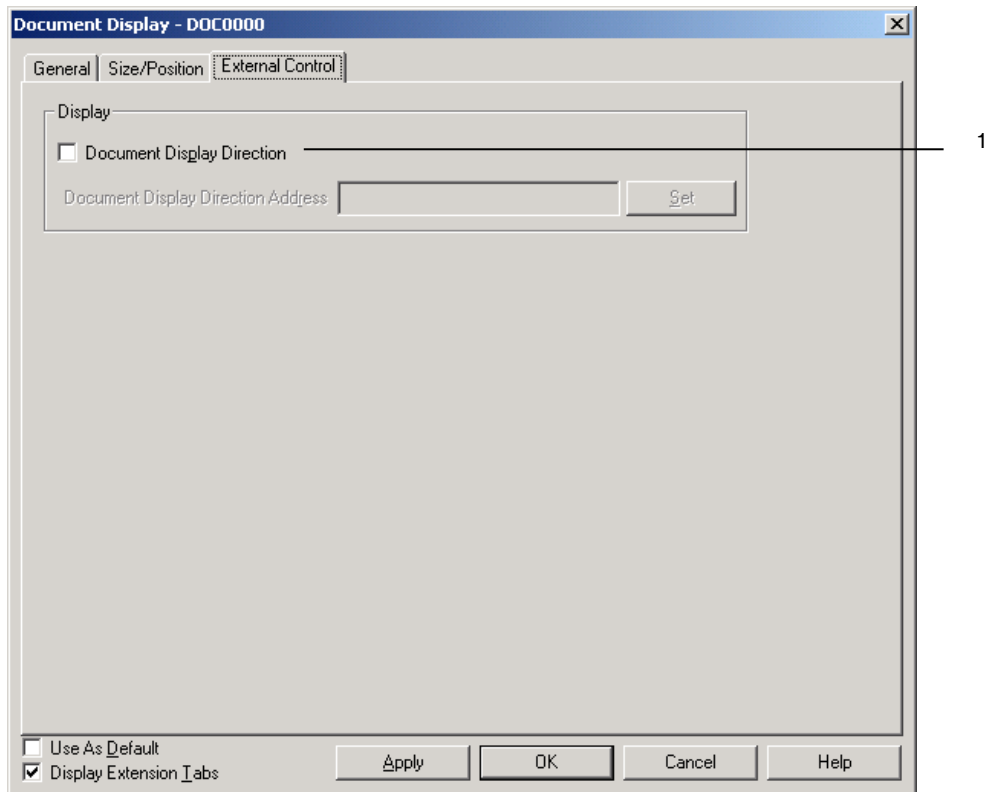 Document Display - DOC0000
General Size/Position External Control
Display
Document Display Direction
1
Document Display Direction Address Set
Use As Default
Display Extension Tabs
Apply OK Cancel Help